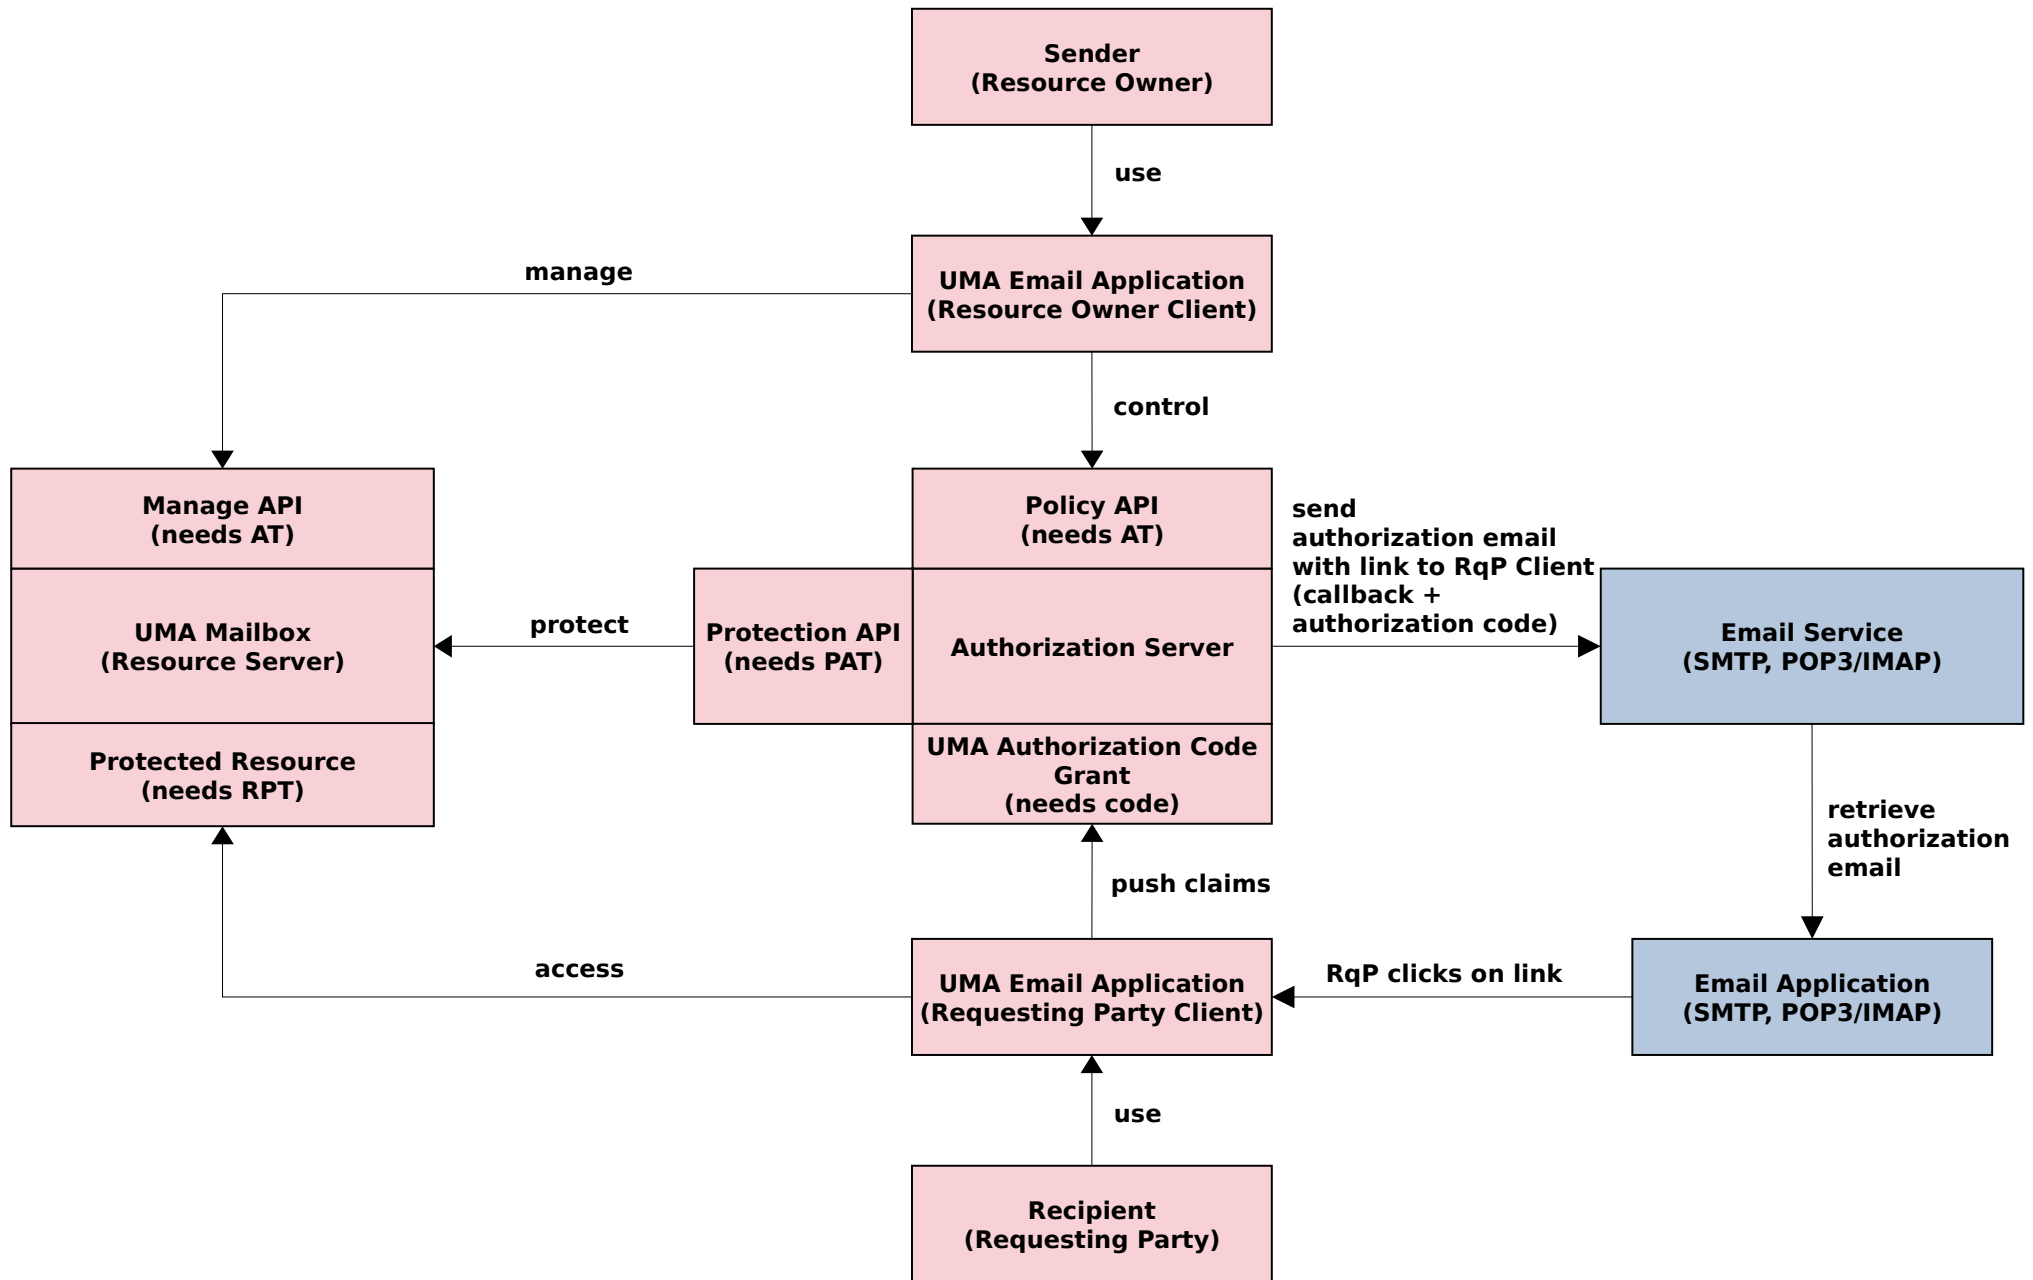 Sender
(Resource Owner)
use
manage
UMA Email Application
(Resource Owner Client)
control
Manage API
(needs AT)
Policy API
(needs AT)
send
authorization email
with link to RqP Client
(callback +
authorization code)
UMA Mailbox
(Resource Server)
protect
Protection API
(needs PAT)
Authorization Server
Email Service
(SMTP, POP3/IMAP)
Protected Resource
(needs RPT)
UMA Authorization Code
Grant
(needs code)
retrieve
authorization
email
push claims
access
UMA Email Application
(Requesting Party Client)
RqP clicks on link
Email Application
(SMTP, POP3/IMAP)
use
Recipient
(Requesting Party)